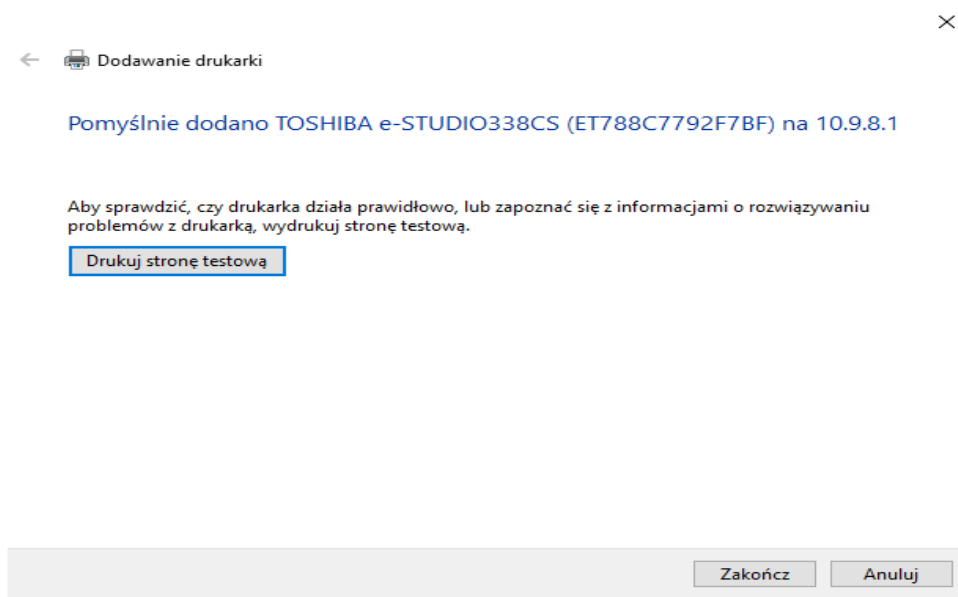 Dodawanie drukarki
Pomyślnie dodano TOSHIBA e-STUDIO338CS (ET788C7792F7BF) na 10.9.8.1
Aby sprawdzić, czy drukarka działa prawidłowo, lub zapoznać się z informacjami o rozwiązywaniu
problemów z drukarką, wydrukuj stronę testową.
Drukuj stronę testową
Zakończ Anuluj